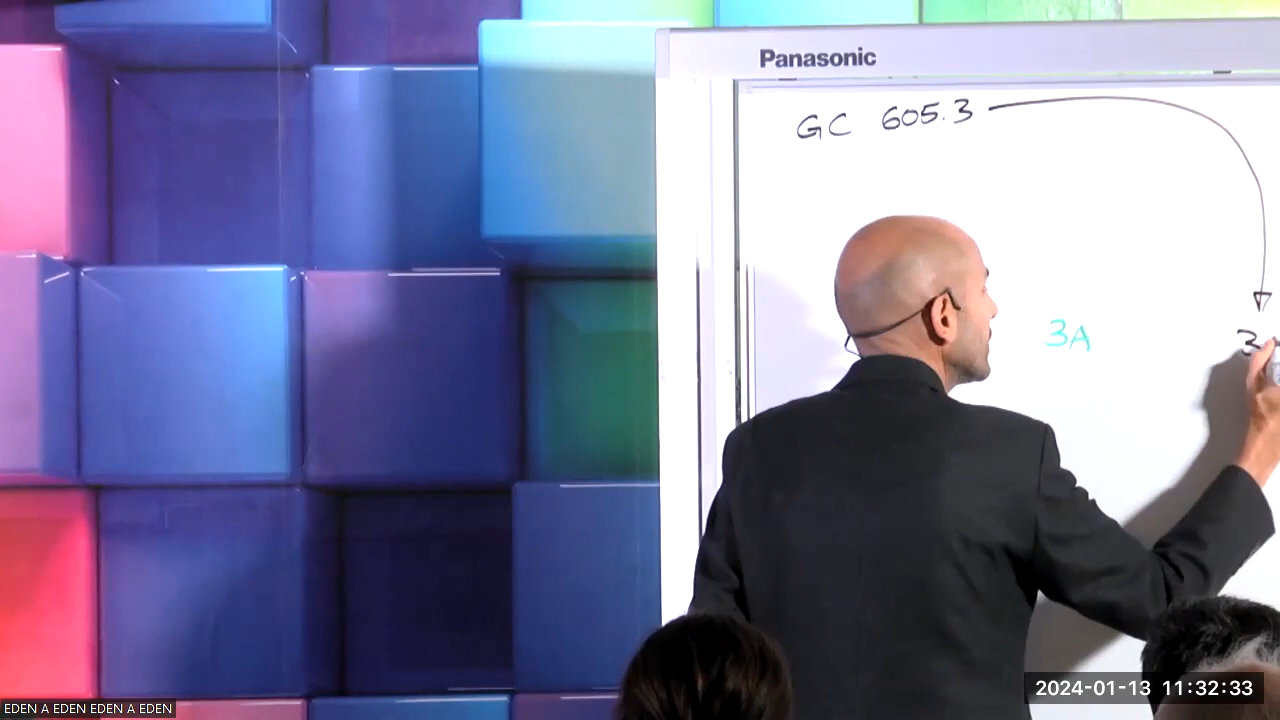 Panasonic
GC 605.3
3A
2024-01-13 11:32:33
EDEN A EDEN EDEN A EDEN